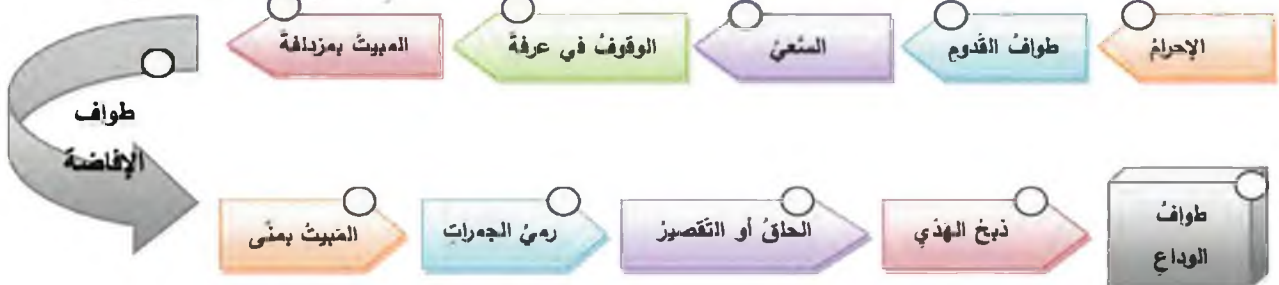 الإحرامُ
طوافُ القُدومِ
السَّعيُ
الوقوفُ في عرفةَ
المبيتُ بمزدلفةَ
طواف
الإفاضة
المَبيتُ بمنًى
رميُ الجمراتِ
الحلقُ أو التَّقصيرُ
ذبحُ الهَدْيِ
طوافُ
الوداعِ